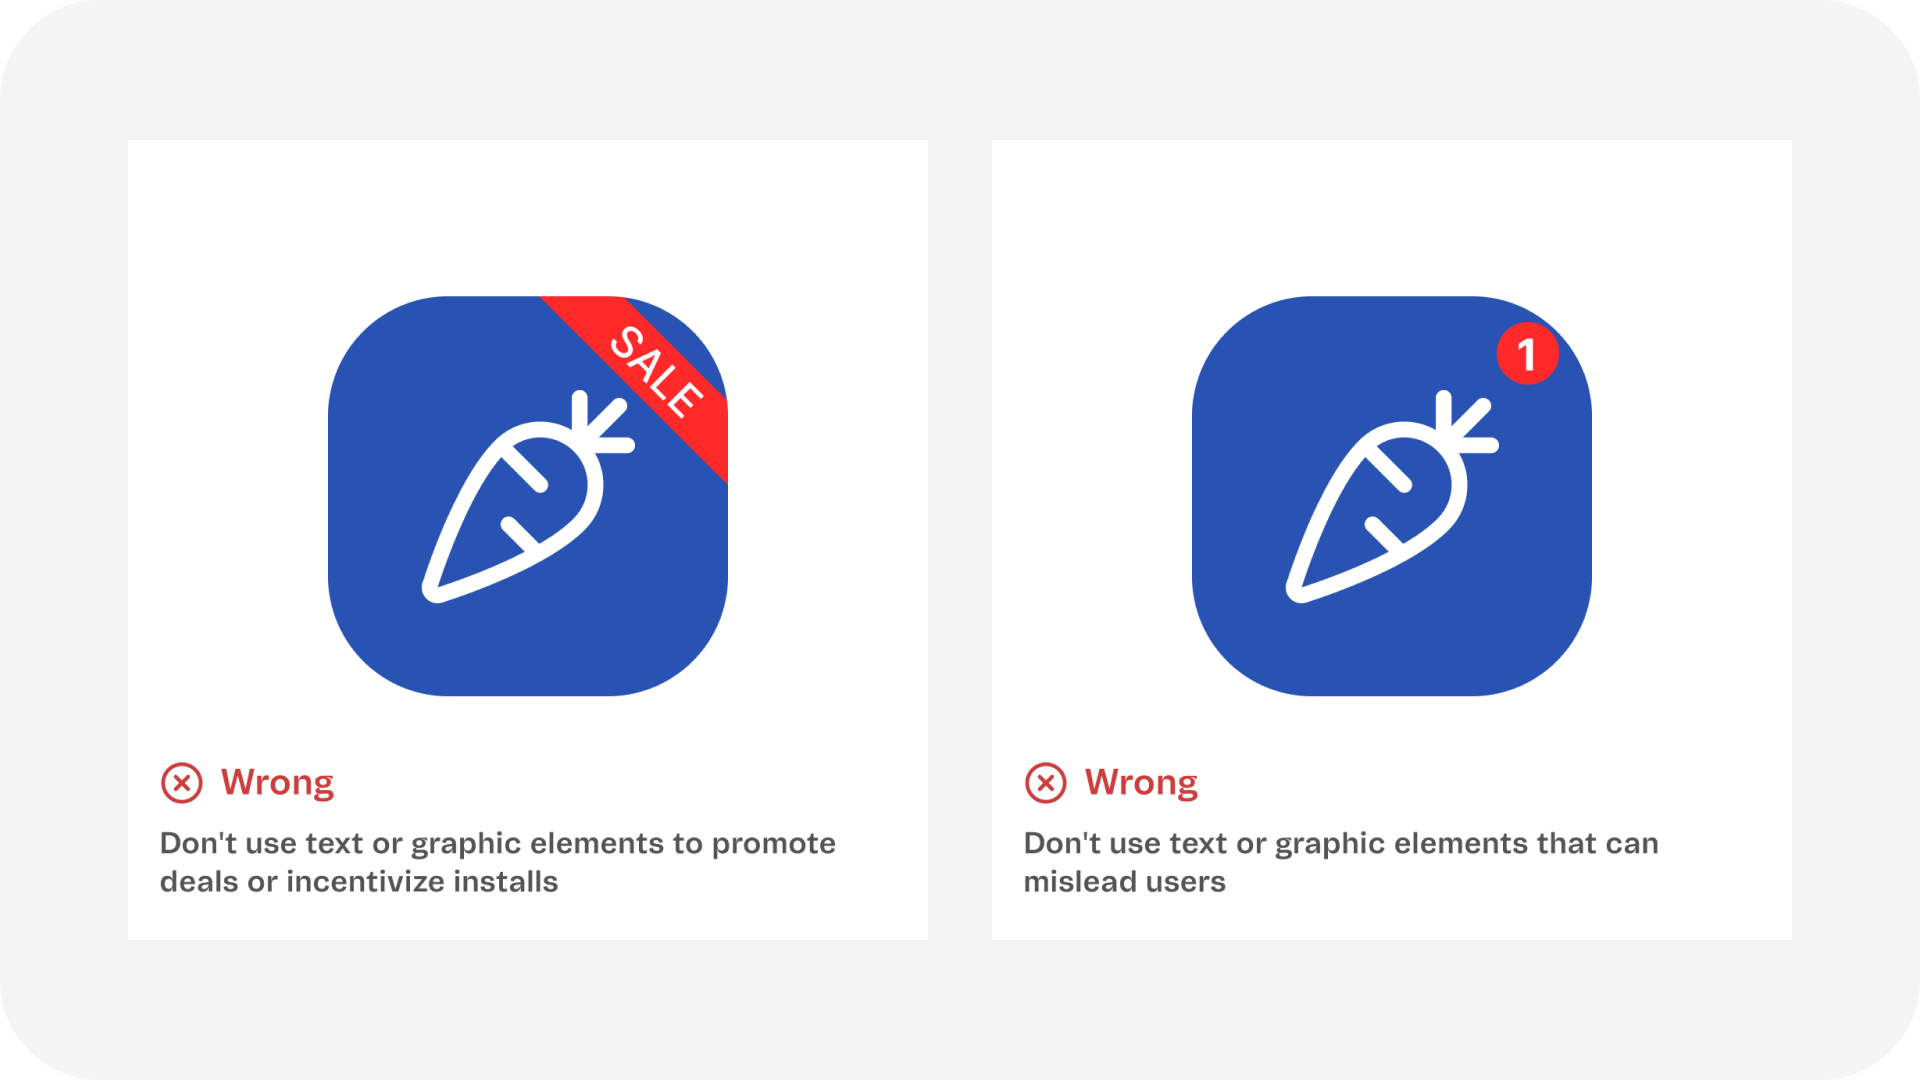 SALE
Wrong
Don't use text or graphic elements to promote
deals or incentivize installs
1
Wrong
Don't use text or graphic elements that can
mislead users